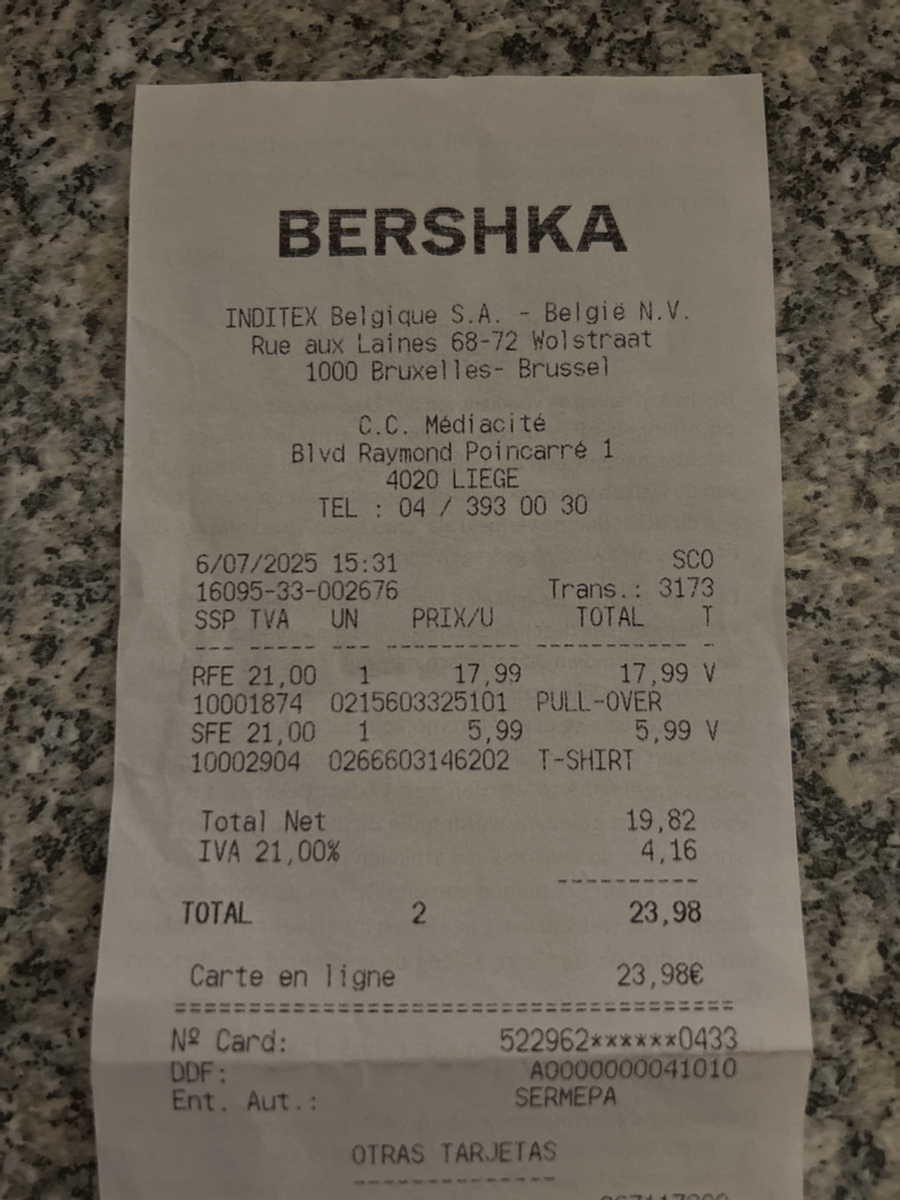 BERSHKA
INDITEX Belgique S.A. - België N.V.
Rue aux Laines 68-72 Wolstraat
1000 Bruxelles- Brussel
C.C. Médiacité
Blvd Raymond Poincarré 1
4020 LIEGE
TEL : 04 / 393 00 30
6/07/2025 15:31 SCO
16095-33-002676 Trans.: 3173
SSP TVA UN PRIX/U TOTAL T
--- ----- --- ---------- ---------- -
RFE 21,00 1 17,99 17,99 V
10001874 0215603325101 PULL-OVER
SFE 21,00 1 5,99 5,99 V
10002904 0266603146202 T-SHIRT
Total Net 19,82
IVA 21,00% 4,16
----------
TOTAL 2 23,98
Carte en ligne 23,98€
========================================
Nº Card: 522962******0433
DDF: A0000000041010
Ent. Aut.: SERMEPA
OTRAS TARJETAS
-------------